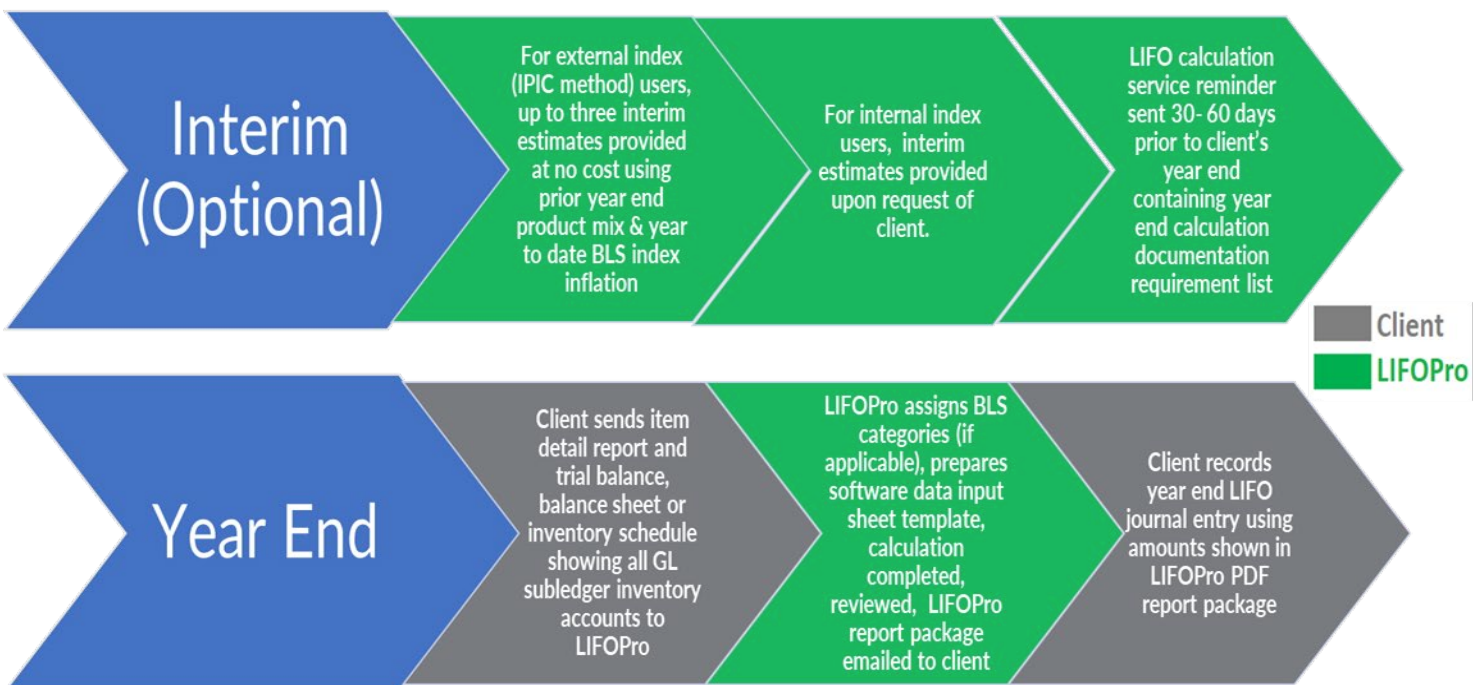 Interim
(Optional)
For external index
(IPIC method) users,
up to three interim
estimates provided
at no cost using
prior year end
product mix & year
to date BLS index
inflation
For internal index
users, interim
estimates provided
upon request of
client.
LIFO calculation
service reminder
sent 30- 60 days
prior to client's
year end
containing year
end calculation
documentation
requirement list
Client
LIFOPro
Year End
Client sends item
detail report and
trial balance,
balance sheet or
inventory schedule
showing all GL
subledger inventory
accounts to
LIFOPro
LIFOPro assigns BLS
categories (if
applicable), prepares
software data input
sheet template,
calculation
completed,
reviewed, LIFOPro
report package
emailed to client
Client records
year end LIFO
journal entry using
amounts shown in
LIFOPro PDF
report package